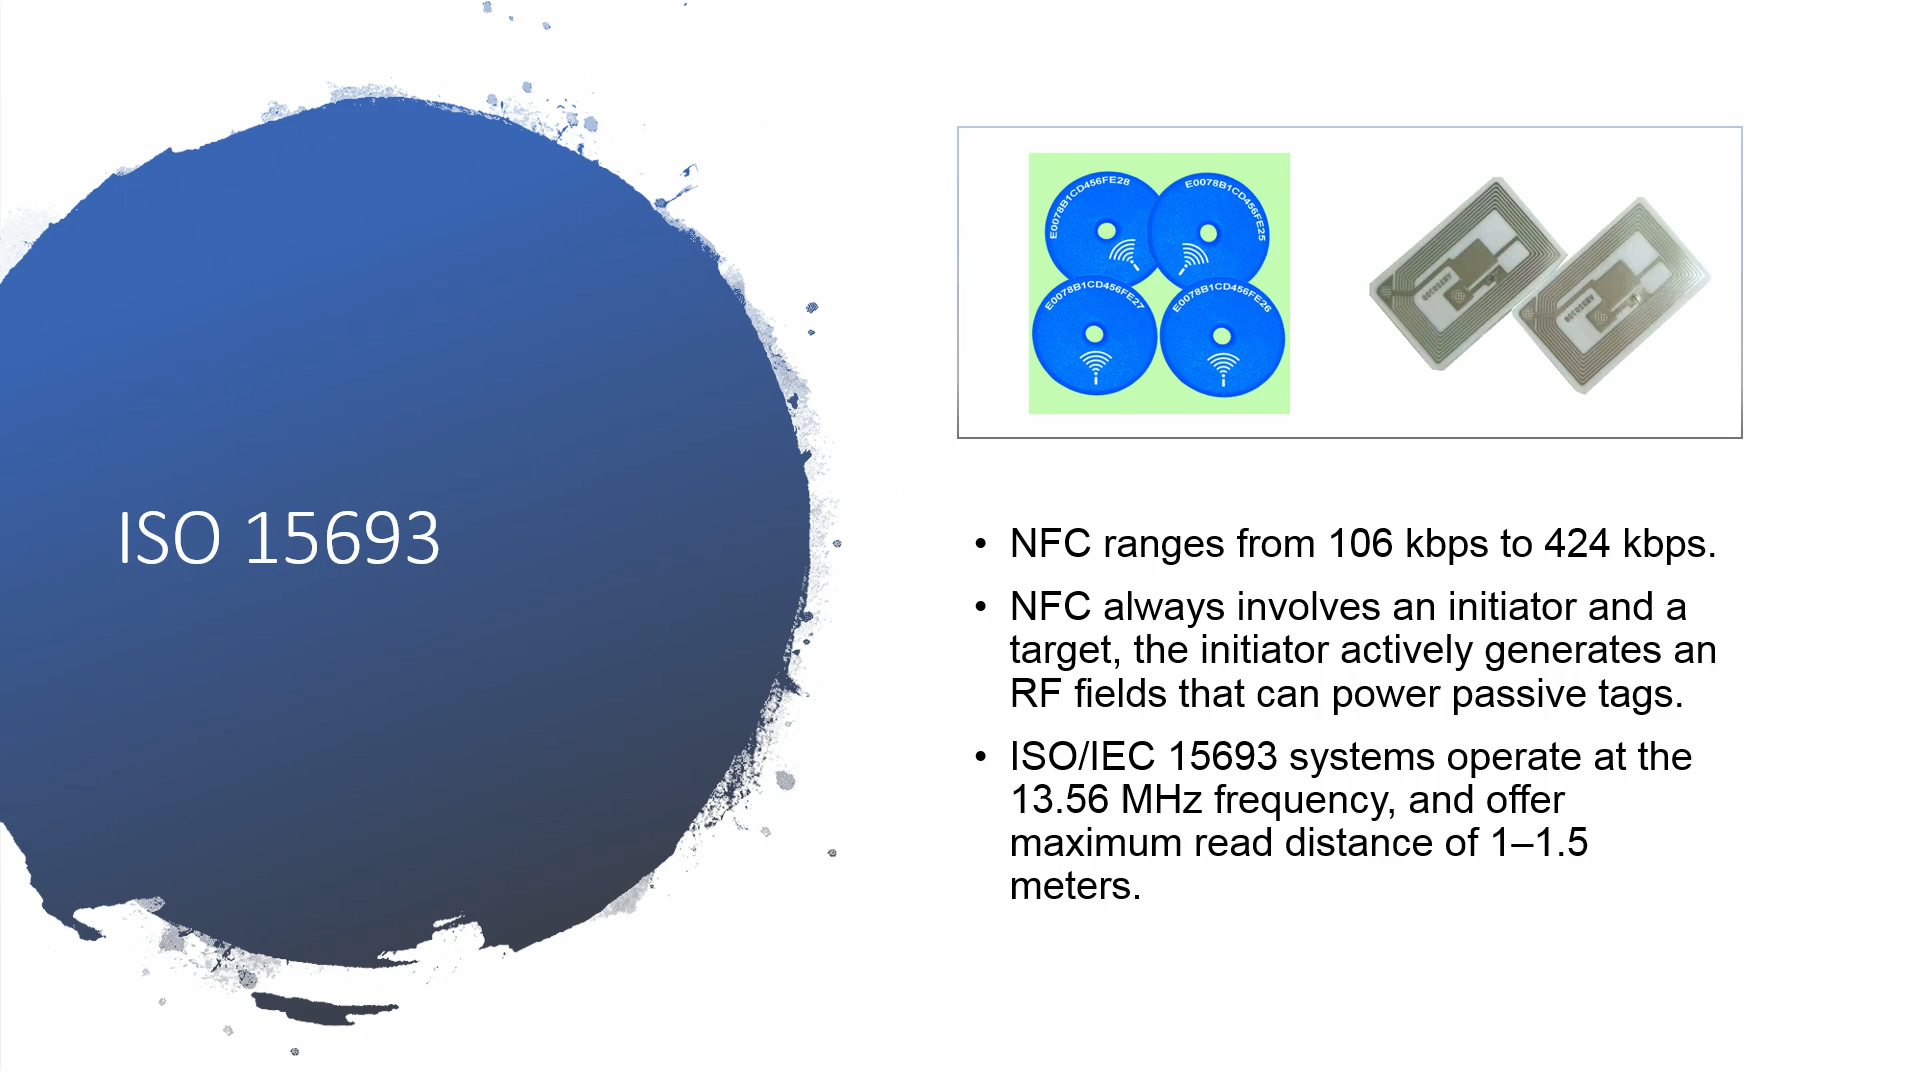 ISO 15693
E0078B1CD456FE28
E0078B1CD456FE25
E0078B1CD456FE27
E0078B1CD456FE26
• NFC ranges from 106 kbps to 424 kbps.
• NFC always involves an initiator and a
target, the initiator actively generates an
RF fields that can power passive tags.
• ISO/IEC 15693 systems operate at the
13.56 MHz frequency, and offer
maximum read distance of 1–1.5
meters.